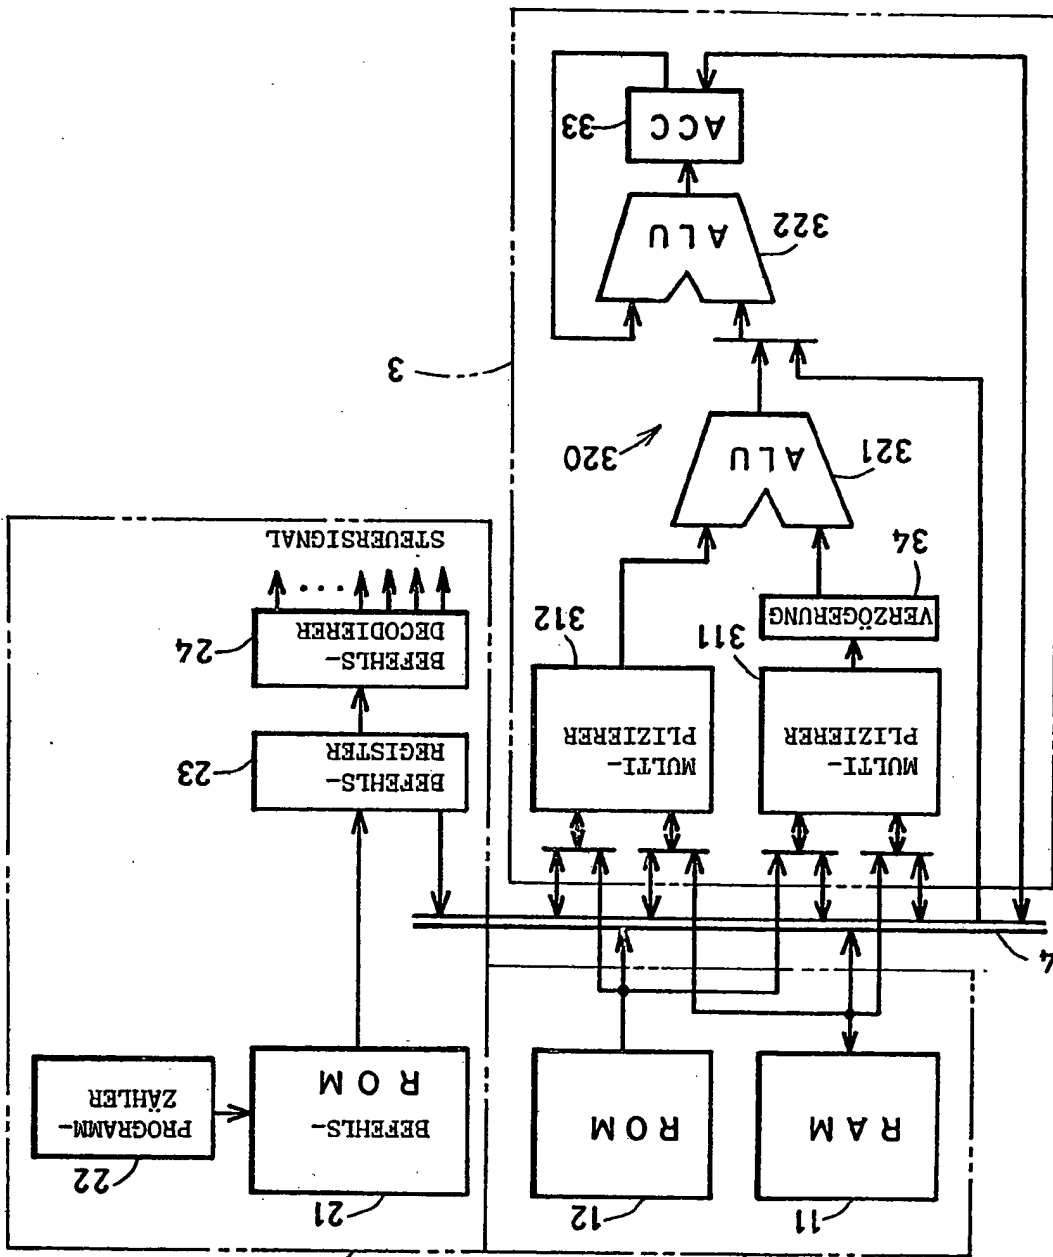 11
RAM
12
ROM
21
BEFEHLS-
ROM
22
PROGRAMM-
ZÄHLER
4
MULTI-
PLIZIERER
311
MULTI-
PLIZIERER
312
BEFEHLS-
REGISTER
23
BEFEHLS-
DECODIERER
24
STEUERSIGNAL
VERZÖGERUNG
34
ALU
321
320
3
ALU
322
ACC
33